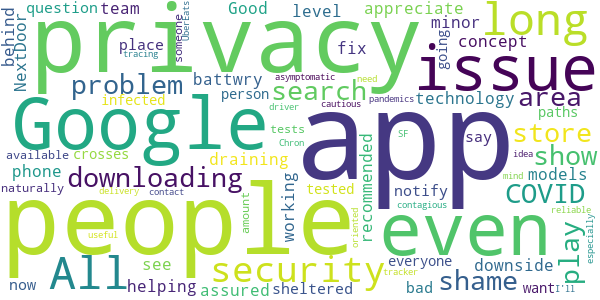 question team Good level appreciate long
behind NextDoor privacy someone UberEats minor going concept
place tracing fix issue
problem battwry search area
infected person asymptomatic need technology
Google cautious pandemics paths
crosses tests driver app say SF store
available draining Chron idea show
phone downloading recommended models
naturally working tested notify mind COVID
people delivery contact even contagious reliable
amount oriented everyone downside play
All see security tracker shame especially
useful
now helping assured sheltered bad want I'll